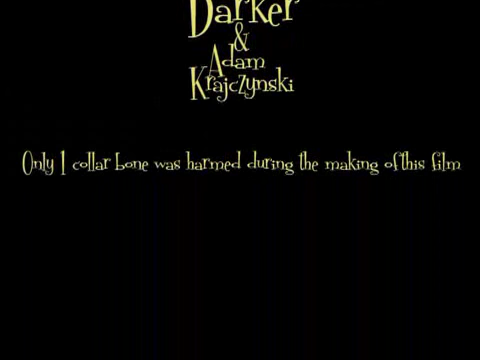 Darker
&
Adam
Krajczynski
Only 1 collar bone was harmed during the making of this film